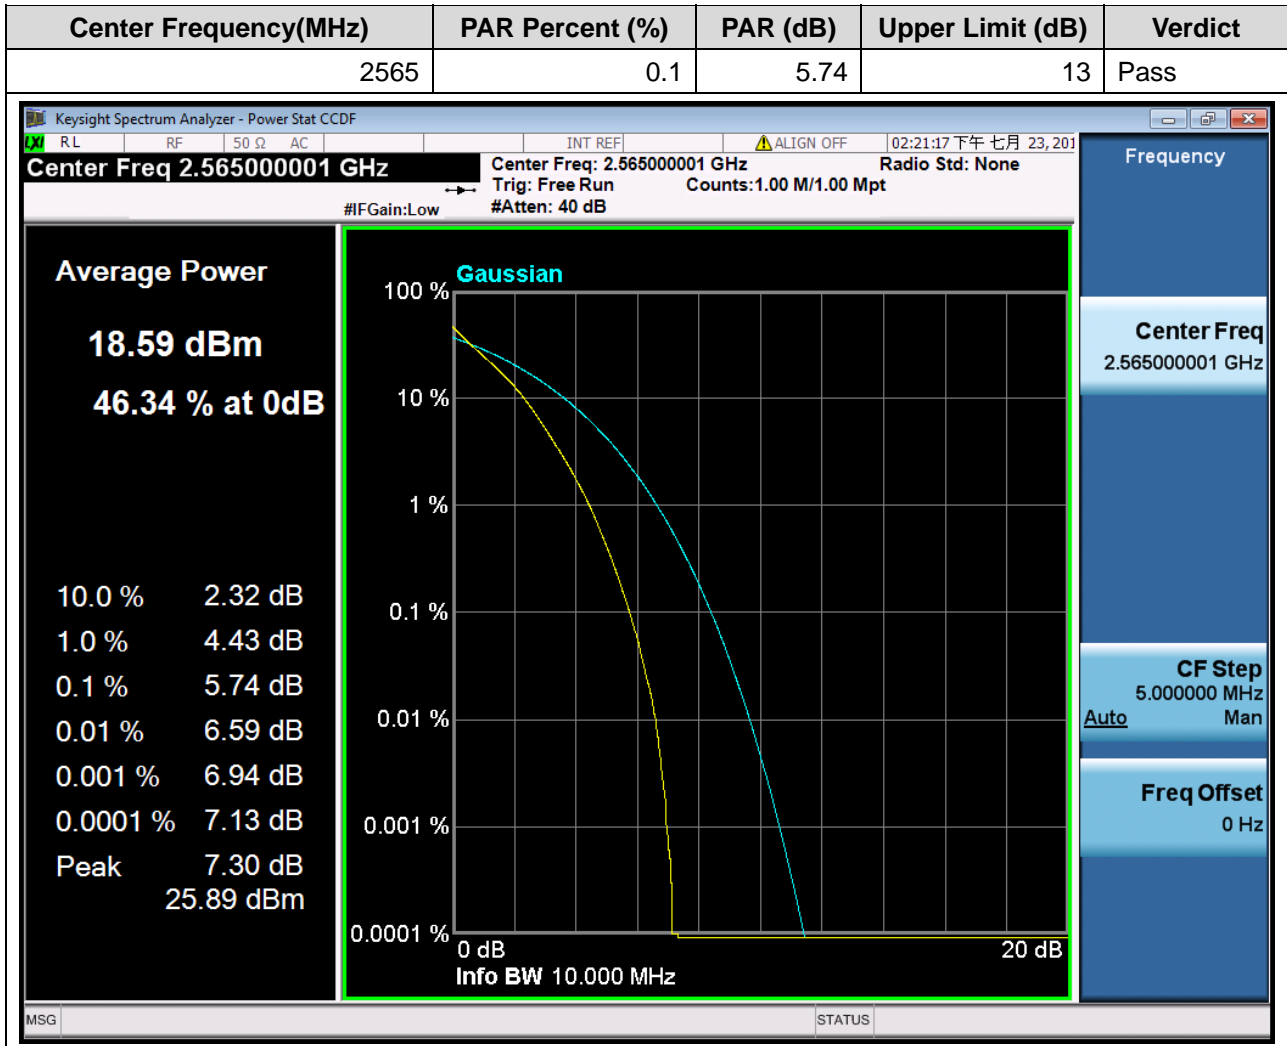 Center Frequency(MHz) PAR Percent (%) PAR (dB) Upper Limit (dB) Verdict
2565 0.1 5.74 13 Pass
Keysight Spectrum Analyzer - Power Stat CCDF
LXI RL RF 50 Ω AC INT REF ALIGN OFF 02:21:17 下午 七月 23, 201
Center Freq 2.565000001 GHz
#IFGain:Low
Center Freq: 2.565000001 GHz Radio Std: None
Trig: Free Run Counts:1.00 M/1.00 Mpt
#Atten: 40 dB
Average Power
18.59 dBm
46.34 % at 0dB
10.0 % 2.32 dB
1.0 % 4.43 dB
0.1 % 5.74 dB
0.01 % 6.59 dB
0.001 % 6.94 dB
0.0001 % 7.13 dB
Peak 7.30 dB
25.89 dBm
Gaussian
100 %
10 %
1 %
0.1 %
0.01 %
0.001 %
0.0001 %
0 dB 20 dB
Info BW 10.000 MHz
Frequency
Center Freq
2.565000001 GHz
CF Step
5.000000 MHz
Auto Man
Freq Offset
0 Hz
MSG STATUS